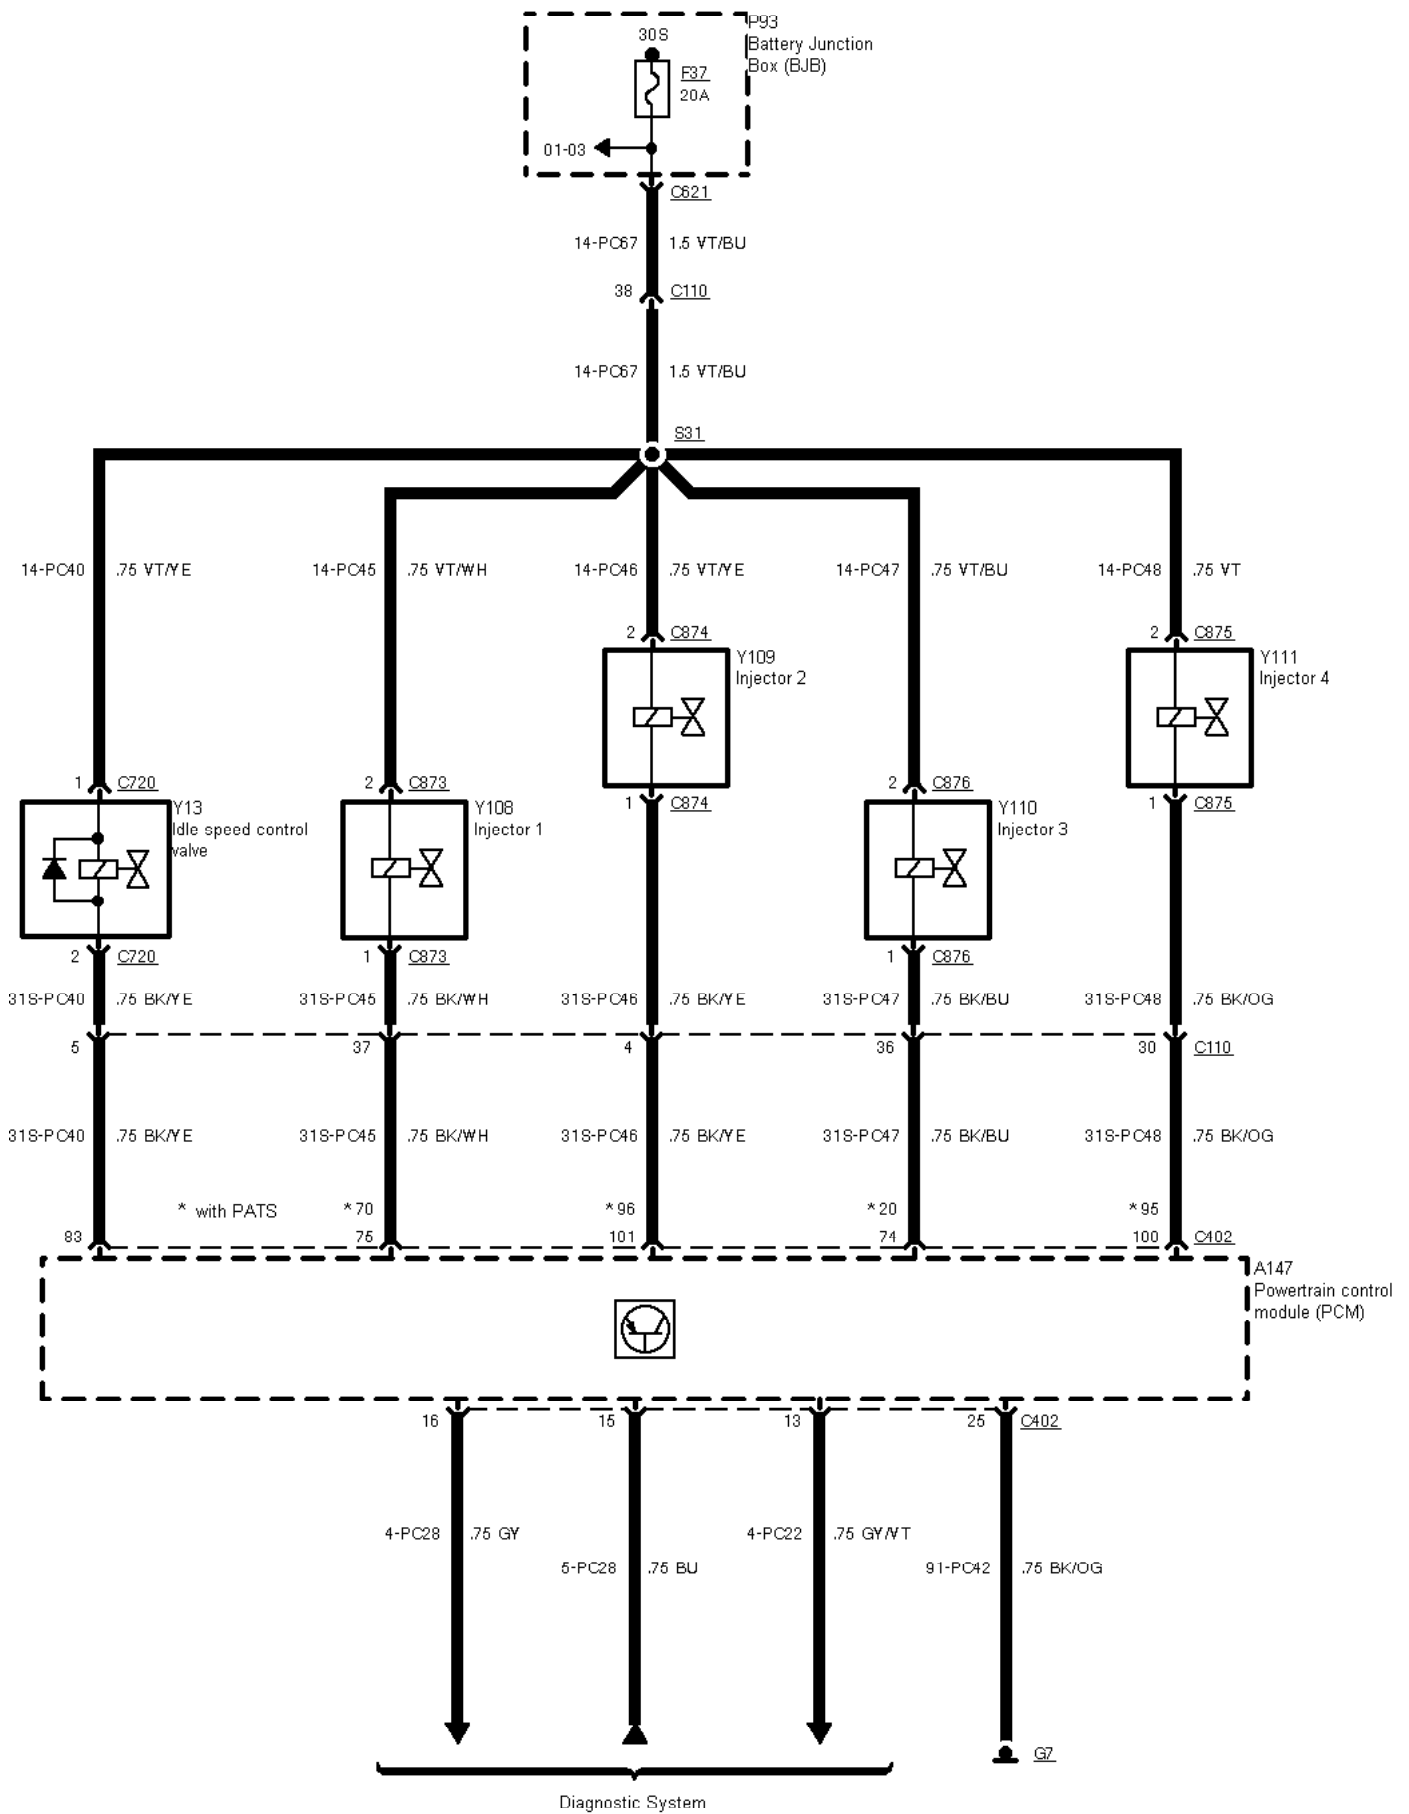 P93
30S
Battery Junction
Box (BJB)
F37
20A
01-03
C621
14-PC67 1.5 VT/BU
38 C110
14-PC67 1.5 VT/BU
S31
14-PC40 .75 VT/YE 14-PC45 .75 VT/WH 14-PC46 .75 VT/YE 14-PC47 .75 VT/BU 14-PC48 .75 VT
2 C874 2 C875
Y109 Y111
Injector 2 Injector 4
1 C720 2 C873 2 C876
1 C874 1 C875
Y13 Y108 Y110
Idle speed control Injector 1 Injector 3
valve
2 C720 1 C873 1 C876
31S-PC40 .75 BK/YE 31S-PC45 .75 BK/WH 31S-PC46 .75 BK/YE 31S-PC47 .75 BK/BU 31S-PC48 .75 BK/OG
5 37 4 36 30 C110
31S-PC40 .75 BK/YE 31S-PC45 .75 BK/WH 31S-PC46 .75 BK/YE 31S-PC47 .75 BK/BU 31S-PC48 .75 BK/OG
* with PATS *70 *96 *20 *95
83 75 101 74 100 C402
A147
Powertrain control
module (PCM)
16 15 13 25 C402
4-PC28 .75 GY 4-PC22 .75 GY/VT
5-PC28 .75 BU 91-PC42 .75 BK/OG
G7
Diagnostic System